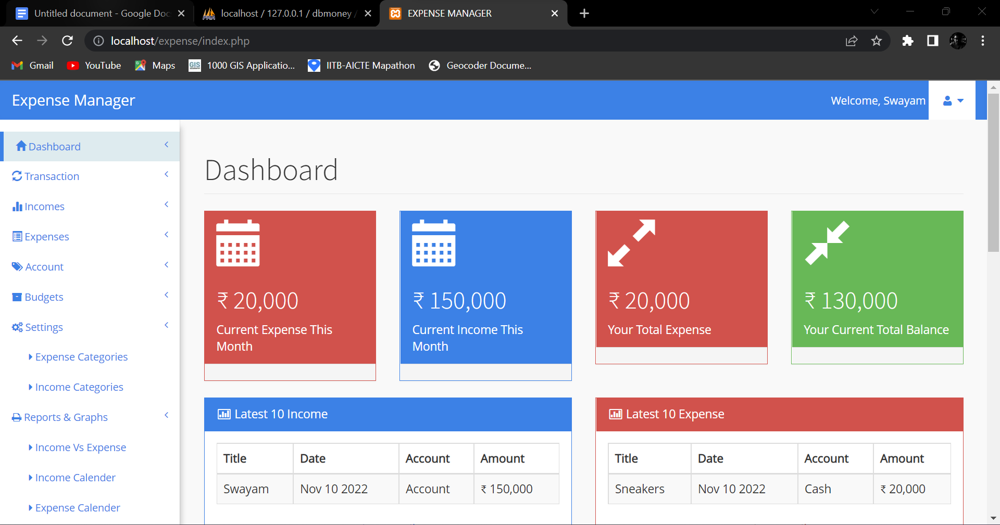 Untitled document - Google Doc
localhost / 127.0.0.1 / dbmoney /
EXPENSE MANAGER
localhost/expense/index.php
Gmail
YouTube
Maps
GIS
1000 GIS Applicatio...
IITB-AICTE Mapathon
Geocoder Docume...
Expense Manager
Welcome, Swayam
Dashboard
Transaction
Incomes
Expenses
Account
Budgets
Settings
Expense Categories
Income Categories
Reports & Graphs
Income Vs Expense
Income Calender
Expense Calender
Dashboard
₹ 20,000
Current Expense This
Month
₹ 150,000
Current Income This
Month
₹ 20,000
Your Total Expense
₹ 130,000
Your Current Total Balance
Latest 10 Income
Title Date Account Amount
Swayam Nov 10 2022 Account ₹ 150,000
Latest 10 Expense
Title Date Account Amount
Sneakers Nov 10 2022 Cash ₹ 20,000